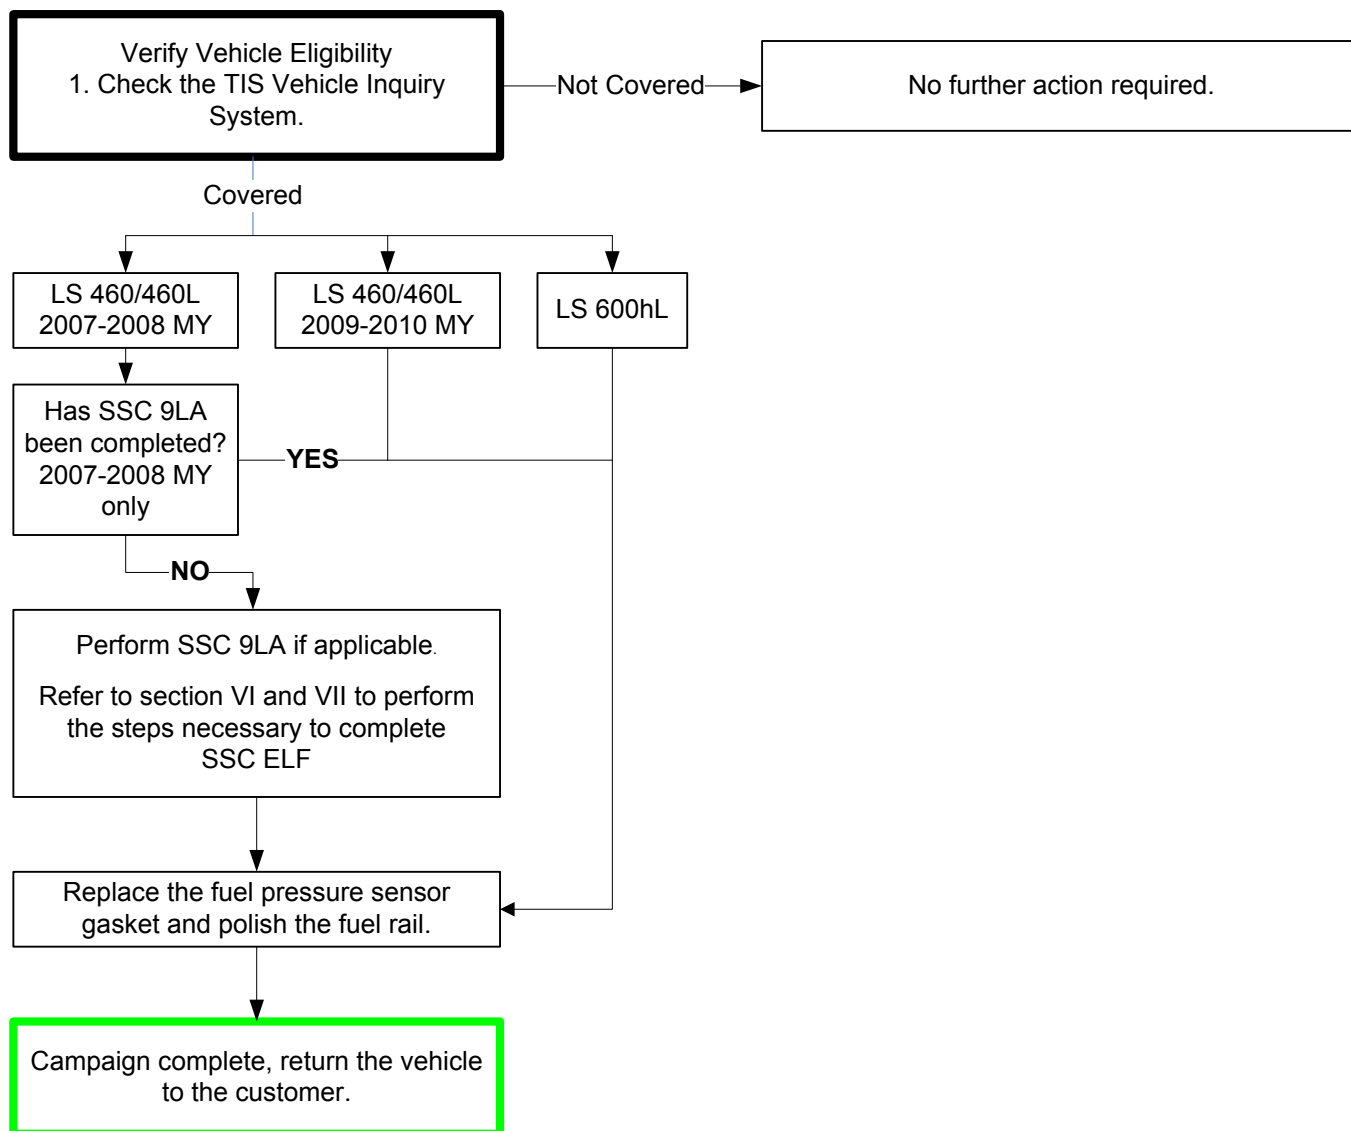 Verify Vehicle Eligibility
1. Check the TIS Vehicle Inquiry
System.
Not Covered
No further action required.
Covered
LS 460/460L
2007-2008 MY
LS 460/460L
2009-2010 MY
LS 600hL
Has SSC 9LA
been completed?
2007-2008 MY
only
YES
NO
Perform SSC 9LA if applicable.
Refer to section VI and VII to perform
the steps necessary to complete
SSC ELF
Replace the fuel pressure sensor
gasket and polish the fuel rail.
Campaign complete, return the vehicle
to the customer.